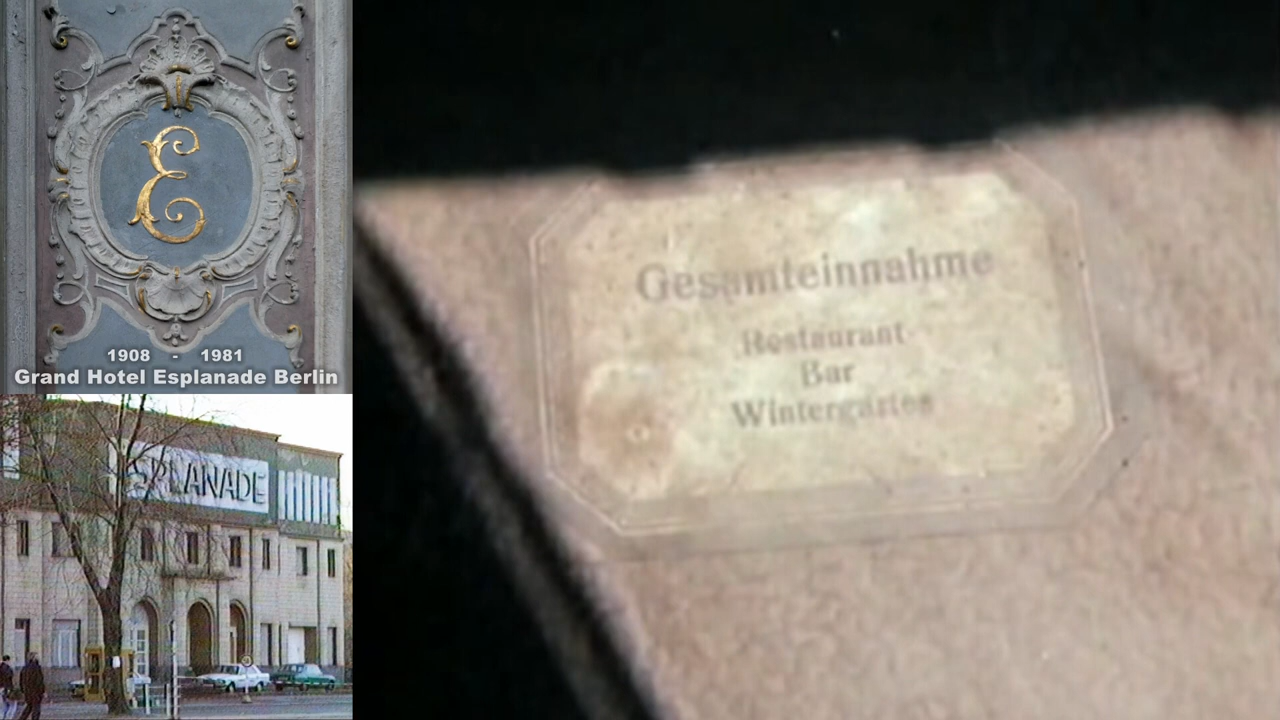 E
1908 - 1981
Grand Hotel Esplanade Berlin
ESPLANADE
Gesamteinnahme
Restaurant
Bar
Wintergarten